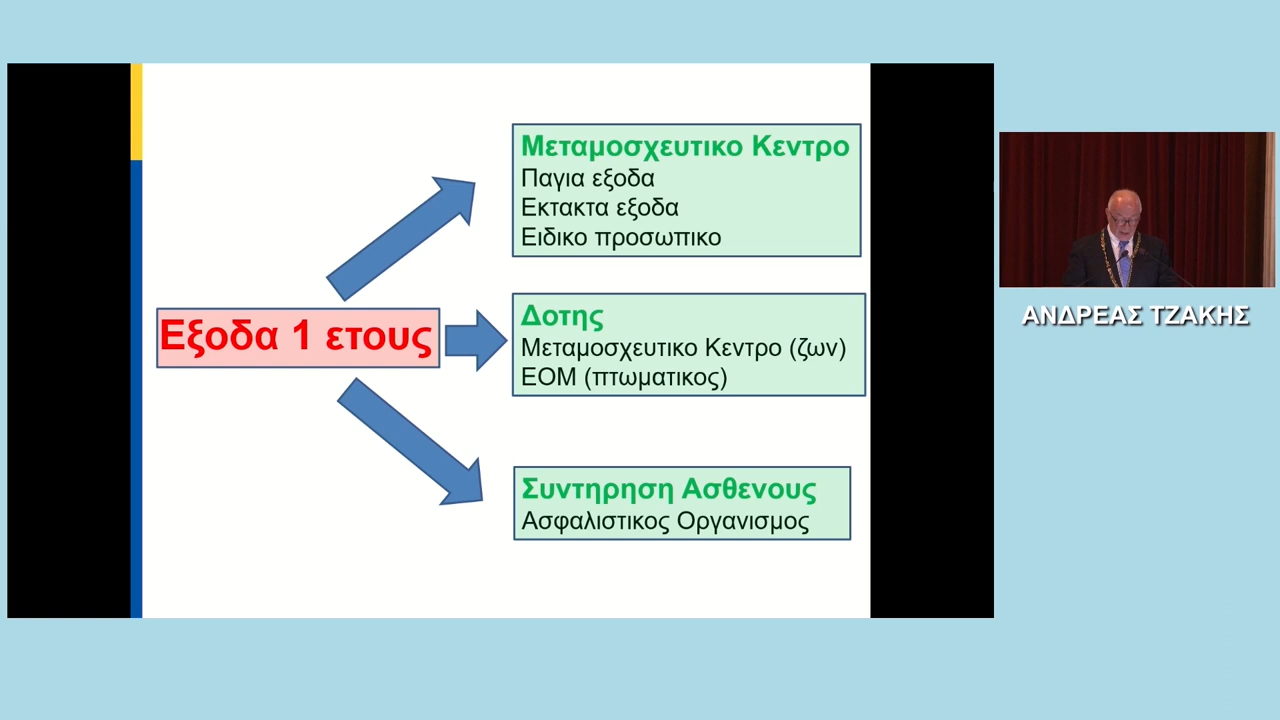 Μεταμοσχευτικο Κεντρο
Παγια εξοδα
Εκτακτα εξοδα
Ειδικο προσωπικο
Εξοδα 1 ετους
Δοτης
Μεταμοσχευτικο Κεντρο (ζων)
ΕΟΜ (πτωματικος)
Συντηρηση Ασθενους
Ασφαλιστικος Οργανισμος
ΑΝΔΡΕΑΣ ΤΖΑΚΗΣ